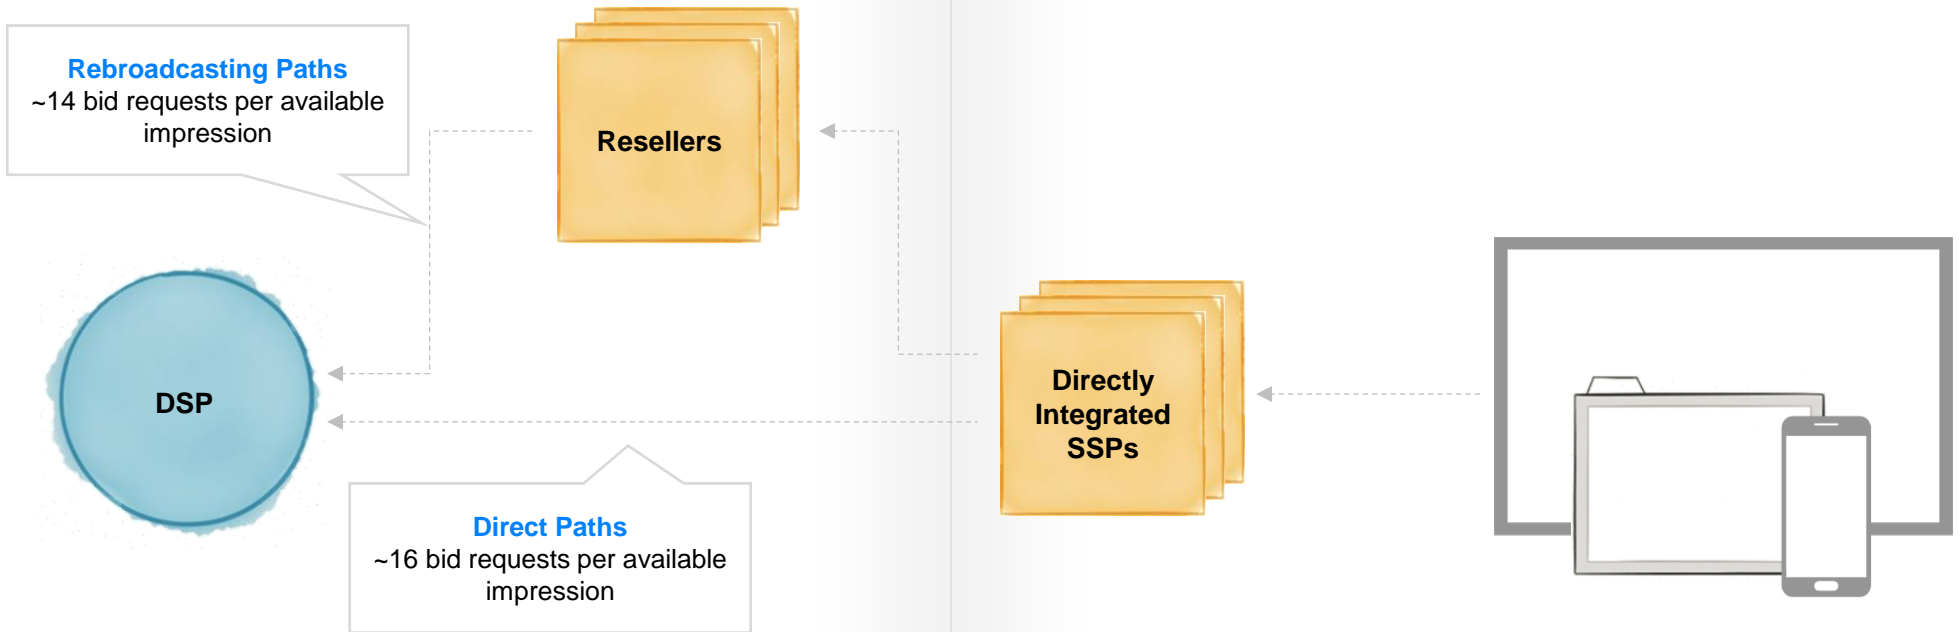 Rebroadcasting Paths
~14 bid requests per available
impression
Resellers
DSP
Directly
Integrated
SSPs
Direct Paths
~16 bid requests per available
impression